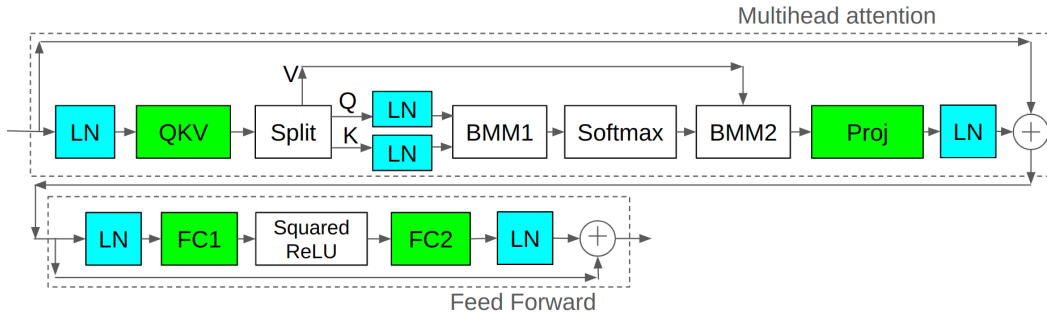 Multihead attention
V
Q
K
LN
QKV
Split
LN
LN
BMM1
Softmax
BMM2
Proj
LN
LN
FC1
Squared
ReLU
FC2
LN
Feed Forward